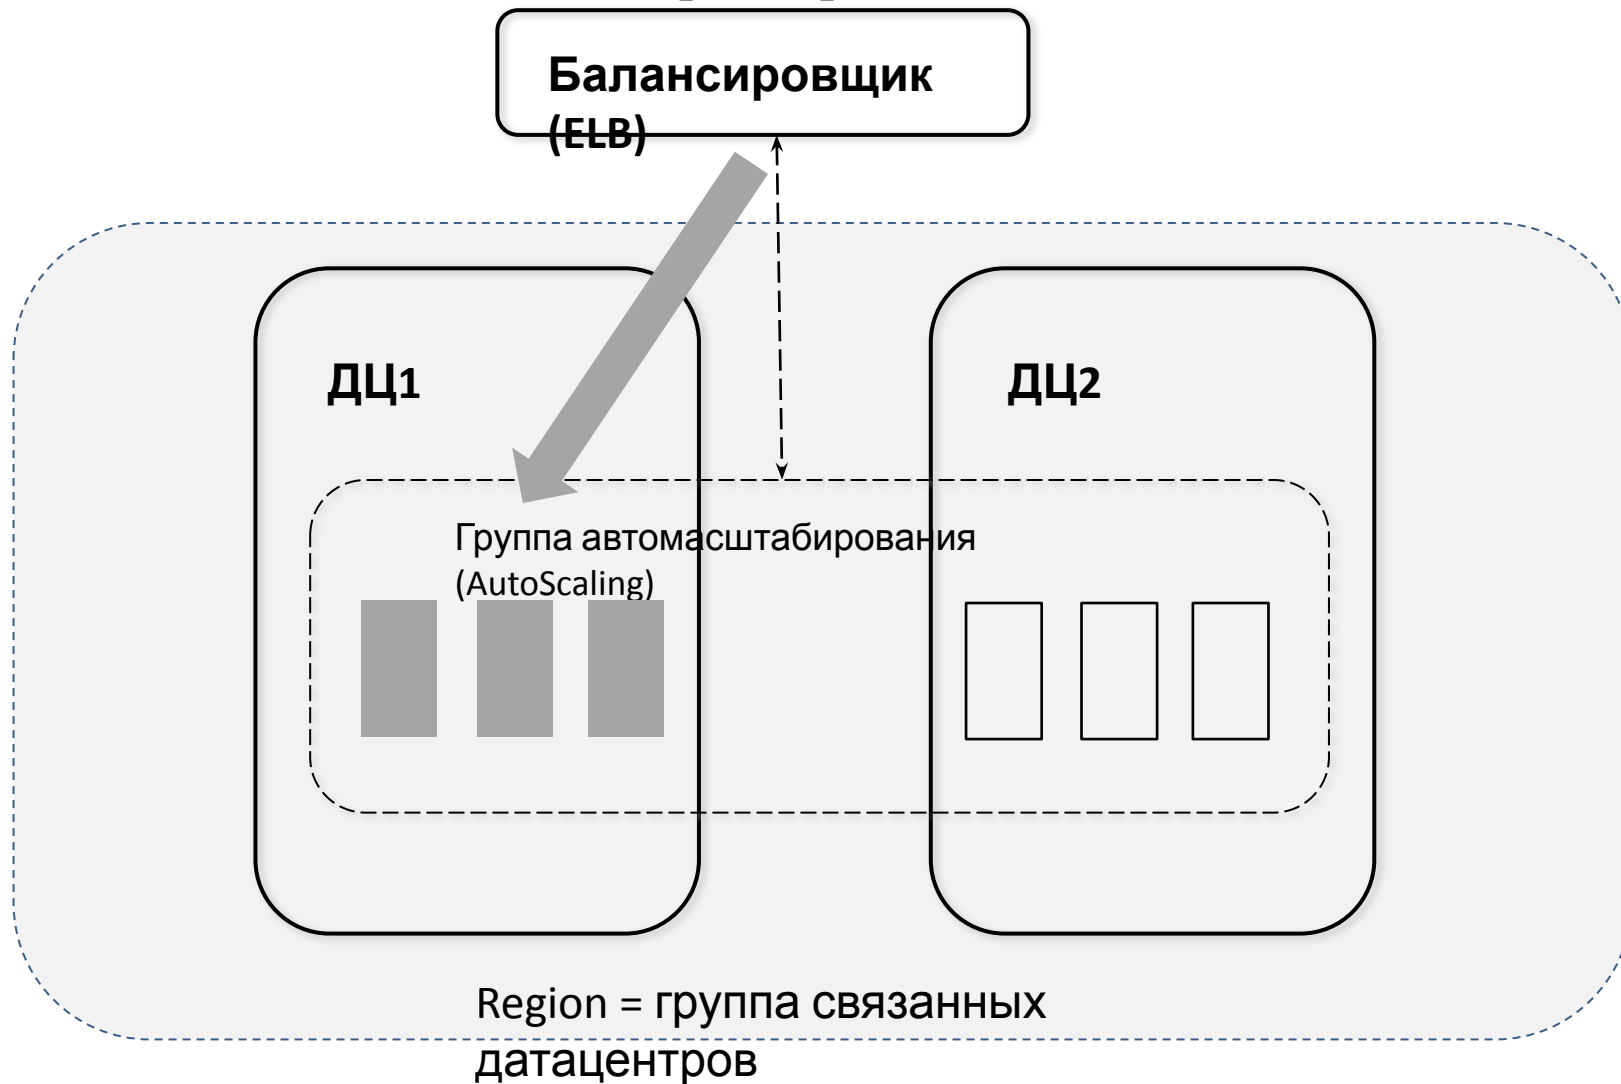 Балансировщик
(ELB)
ДЦ1
ДЦ2
Группа автомасштабирования
(AutoScaling)
Region = группа связанных
датацентров